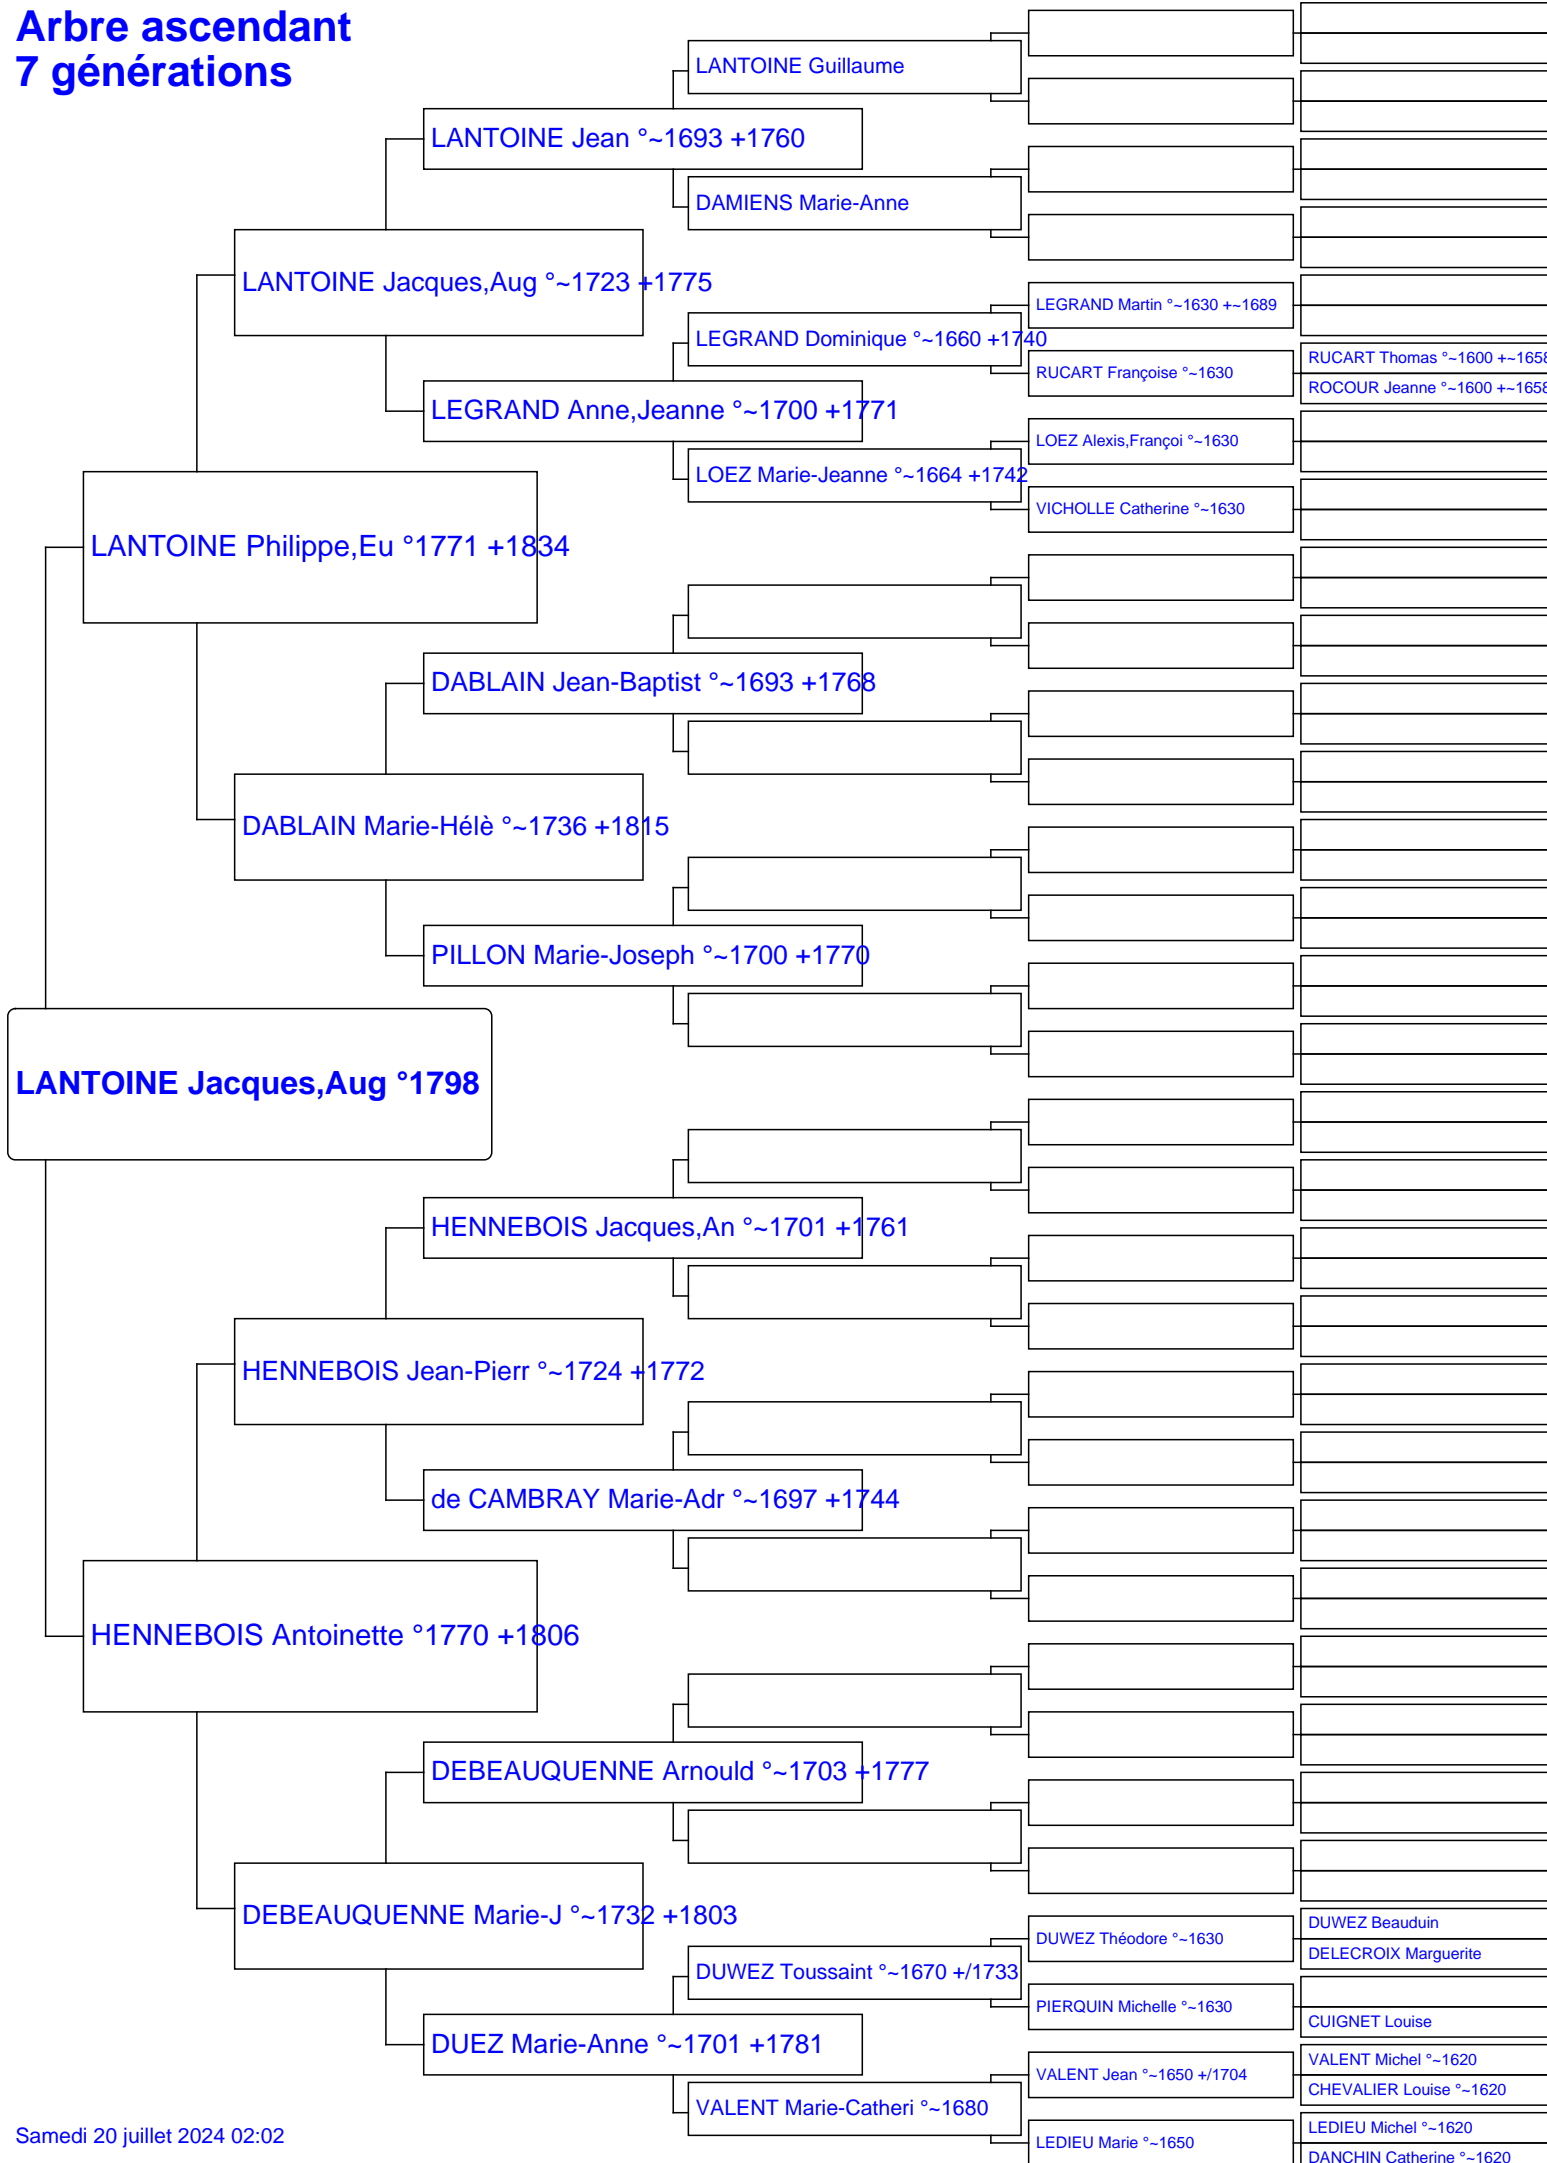 Arbre ascendant
7 générations
LANTOINE Guillaume
LANTOINE Jean °~1693 +1760
DAMIENS Marie-Anne
LANTOINE Jacques,Aug °~1723 +1775
LEGRAND Martin °~1630 +~1689
LEGRAND Dominique °~1660 +1740
RUCART Thomas °~1600 +~1658
RUCART Françoise °~1630
ROCOUR Jeanne °~1600 +~1658
LEGRAND Anne,Jeanne °~1700 +1771
LOEZ Alexis,Françoi °~1630
LOEZ Marie-Jeanne °~1664 +1742
VICHOLLE Catherine °~1630
LANTOINE Philippe,Eu °1771 +1834
DABLAIN Jean-Baptist °~1693 +1768
DABLAIN Marie-Hélè °~1736 +1815
PILLON Marie-Joseph °~1700 +1770
LANTOINE Jacques,Aug °1798
HENNEBOIS Jacques,An °~1701 +1761
HENNEBOIS Jean-Pierr °~1724 +1772
de CAMBRAY Marie-Adr °~1697 +1744
HENNEBOIS Antoinette °1770 +1806
DEBEAUQUENNE Arnould °~1703 +1777
DEBEAUQUENNE Marie-J °~1732 +1803
DUWEZ Beauduin
DUWEZ Théodore °~1630
DELECROIX Marguerite
DUWEZ Toussaint °~1670 +/1733
PIERQUIN Michelle °~1630
CUIGNET Louise
DUEZ Marie-Anne °~1701 +1781
VALENT Michel °~1620
VALENT Jean °~1650 +/1704
CHEVALIER Louise °~1620
VALENT Marie-Catheri °~1680
LEDIEU Michel °~1620
LEDIEU Marie °~1650
DANCHIN Catherine °~1620
Samedi 20 juillet 2024 02:02